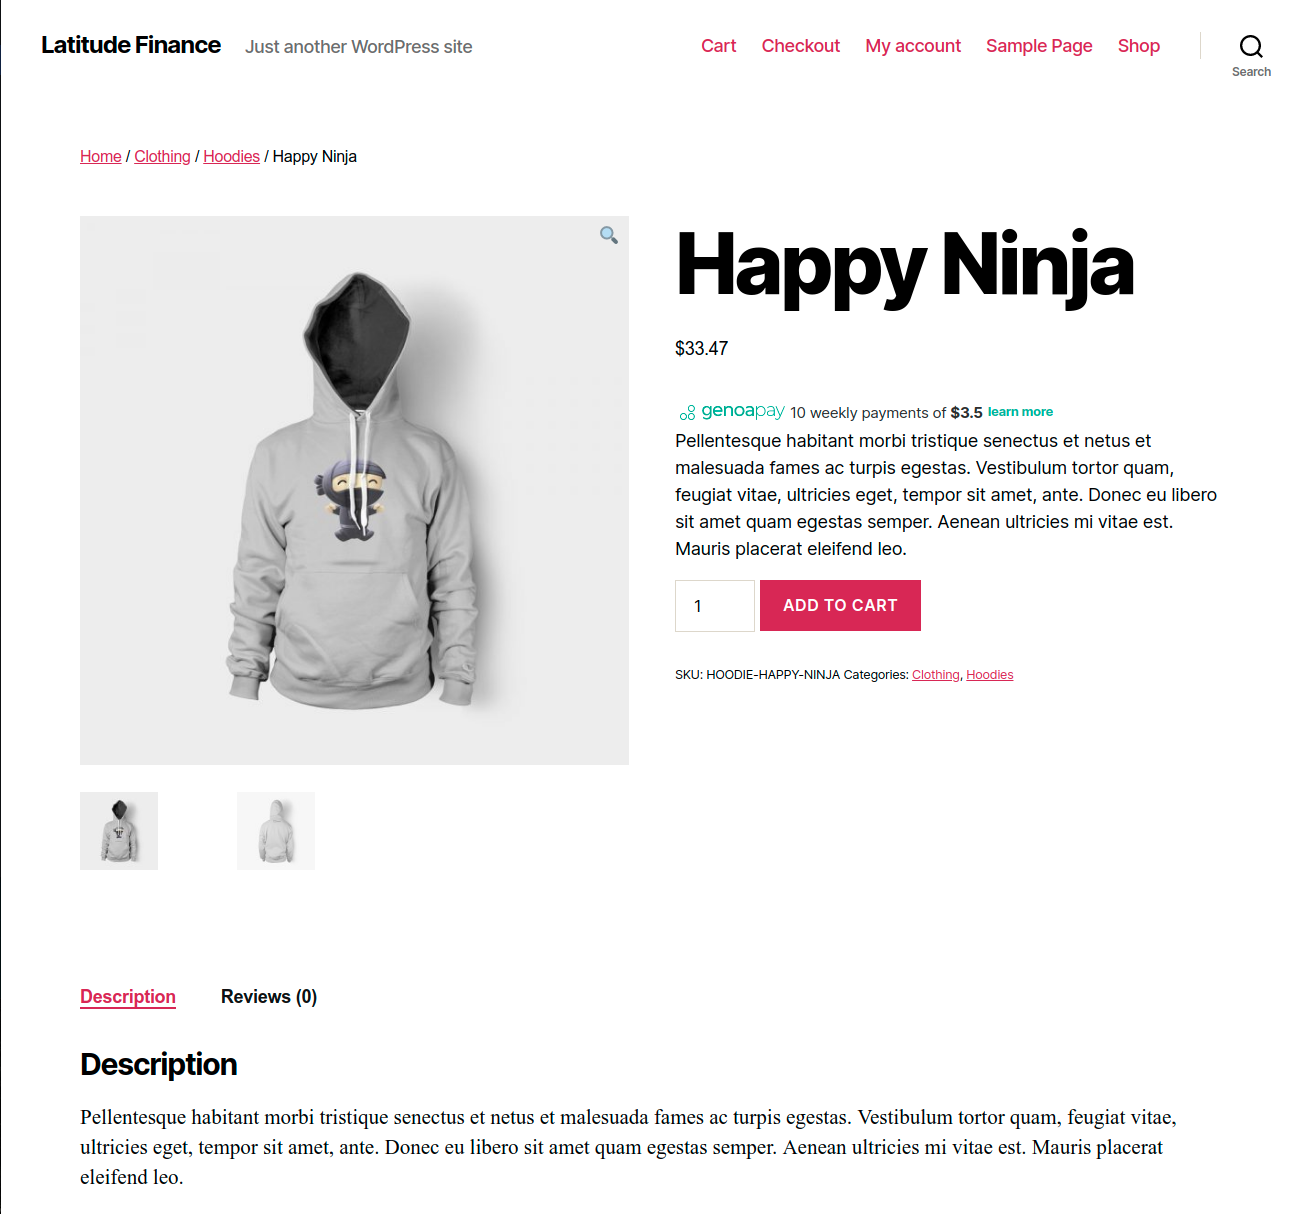 Latitude Finance Just another WordPress site Cart Checkout My account Sample Page Shop
Search
Home / Clothing / Hoodies / Happy Ninja
Happy Ninja
$33.47
genoapay 10 weekly payments of $3.5 learn more
Pellentesque habitant morbi tristique senectus et netus et
malesuada fames ac turpis egestas. Vestibulum tortor quam,
feugiat vitae, ultricies eget, tempor sit amet, ante. Donec eu libero
sit amet quam egestas semper. Aenean ultricies mi vitae est.
Mauris placerat eleifend leo.
1 ADD TO CART
SKU: HOODIE-HAPPY-NINJA Categories: Clothing, Hoodies
Description Reviews (0)
Description
Pellentesque habitant morbi tristique senectus et netus et malesuada fames ac turpis egestas. Vestibulum tortor quam, feugiat vitae,
ultricies eget, tempor sit amet, ante. Donec eu libero sit amet quam egestas semper. Aenean ultricies mi vitae est. Mauris placerat
eleifend leo.